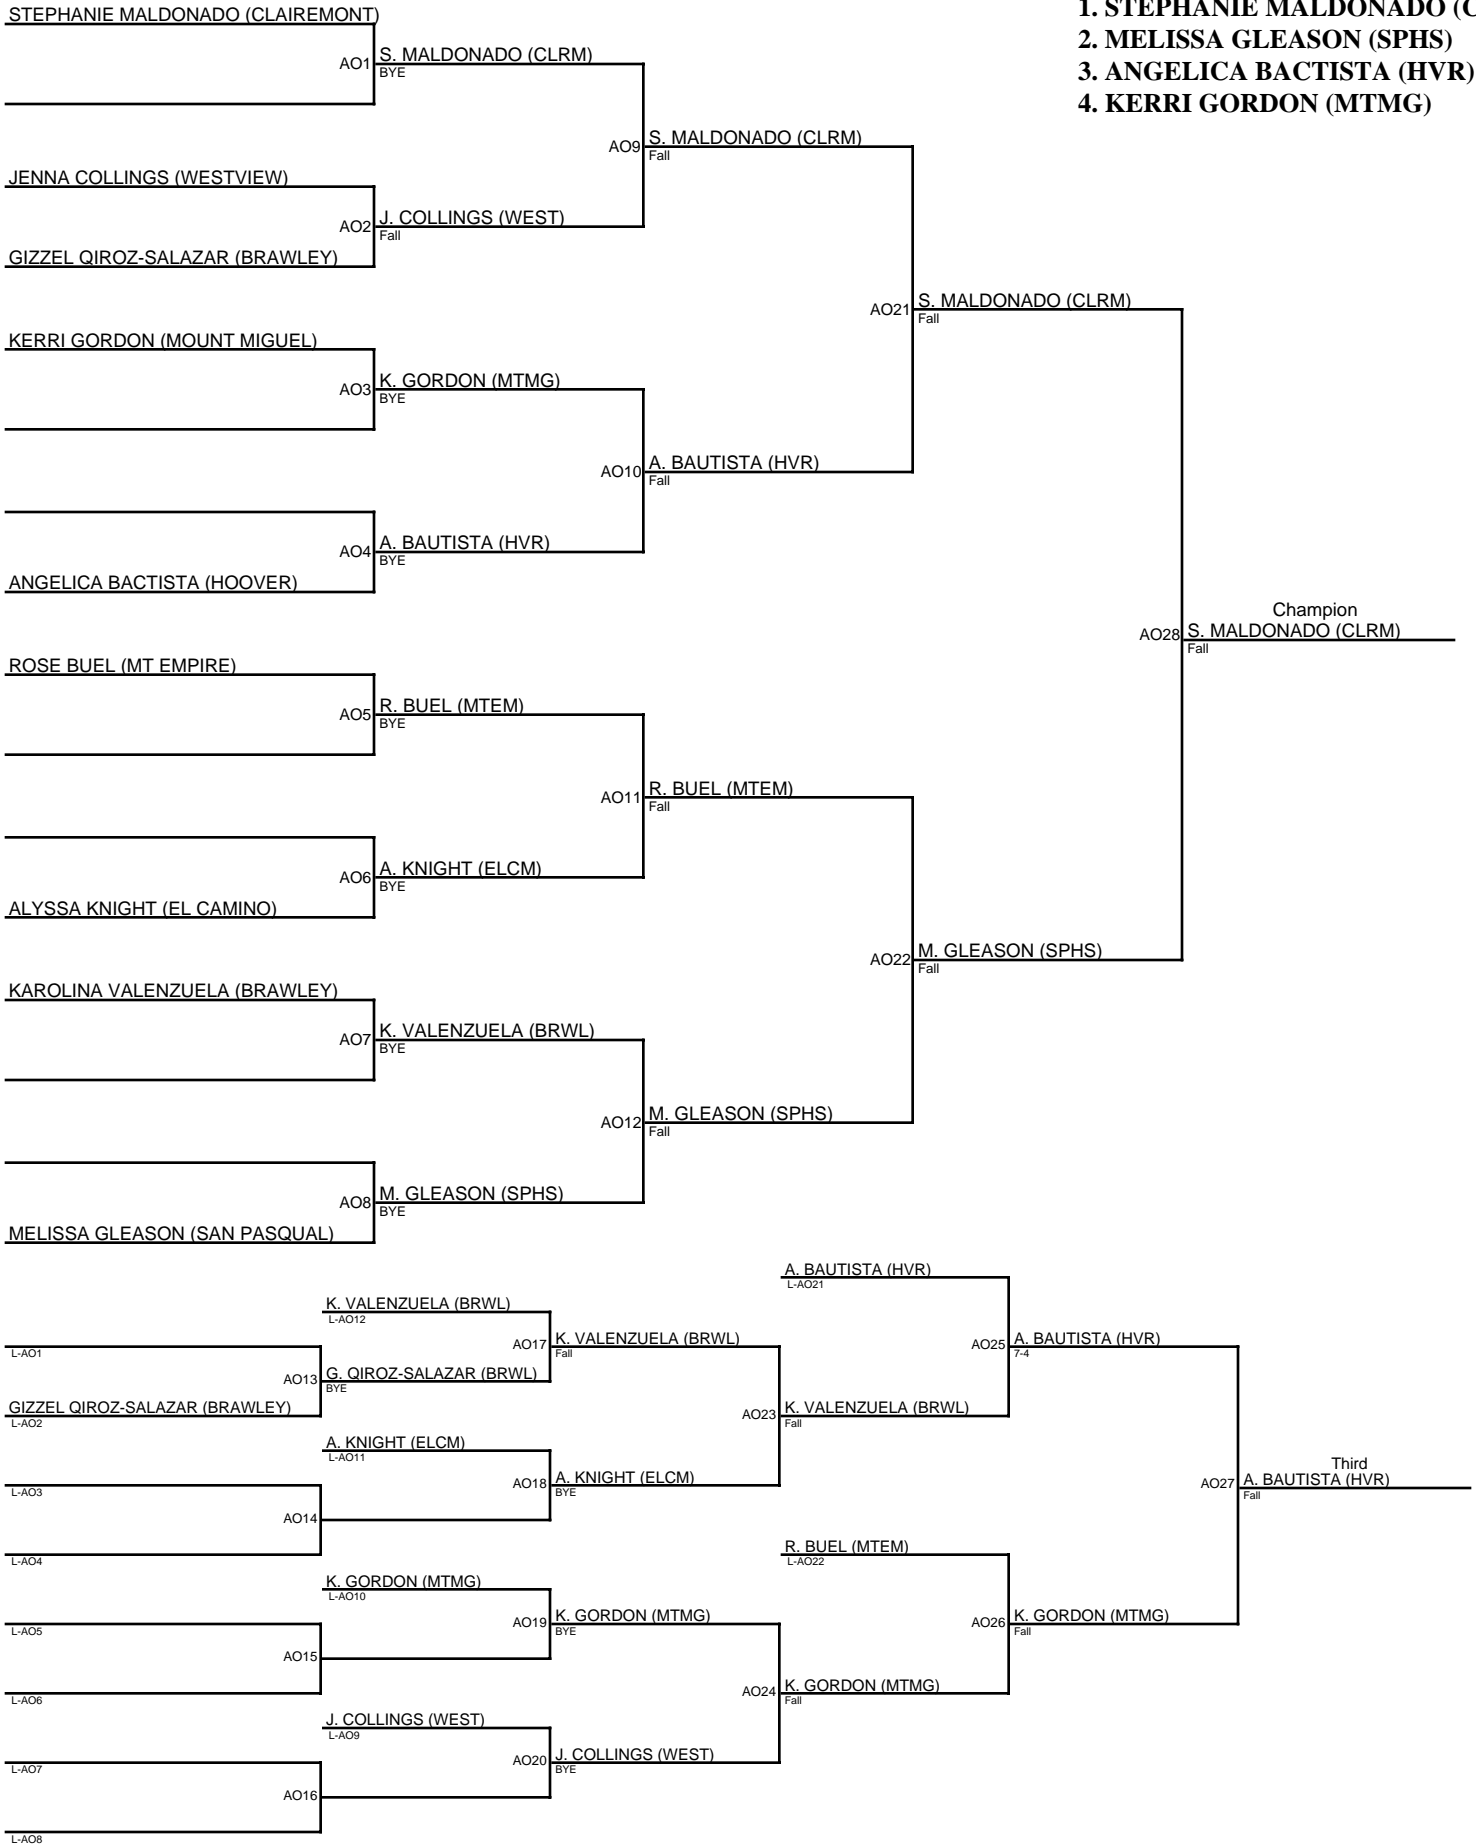 1. STEPHANIE MALDONADO (C
2. MELISSA GLEASON (SPHS)
3. ANGELICA BACTISTA (HVR)
4. KERRI GORDON (MTMG)
STEPHANIE MALDONADO (CLAIREMONT)
AO1
S. MALDONADO (CLRM)
BYE
AO9
S. MALDONADO (CLRM)
Fall
JENNA COLLINGS (WESTVIEW)
AO2
J. COLLINGS (WEST)
Fall
GIZZEL QIROZ-SALAZAR (BRAWLEY)
AO21
S. MALDONADO (CLRM)
Fall
KERRI GORDON (MOUNT MIGUEL)
AO3
K. GORDON (MTMG)
BYE
AO10
A. BAUTISTA (HVR)
Fall
AO4
A. BAUTISTA (HVR)
BYE
ANGELICA BACTISTA (HOOVER)
Champion
AO28
S. MALDONADO (CLRM)
Fall
ROSE BUEL (MT EMPIRE)
AO5
R. BUEL (MTEM)
BYE
AO11
R. BUEL (MTEM)
Fall
AO6
A. KNIGHT (ELCM)
BYE
ALYSSA KNIGHT (EL CAMINO)
AO22
M. GLEASON (SPHS)
Fall
KAROLINA VALENZUELA (BRAWLEY)
AO7
K. VALENZUELA (BRWL)
BYE
AO12
M. GLEASON (SPHS)
Fall
AO8
M. GLEASON (SPHS)
BYE
MELISSA GLEASON (SAN PASQUAL)
A. BAUTISTA (HVR)
L-AO21
K. VALENZUELA (BRWL)
L-AO12
L-AO1
AO17
K. VALENZUELA (BRWL)
Fall
AO25
A. BAUTISTA (HVR)
7-4
AO13
G. QIROZ-SALAZAR (BRWL)
BYE
GIZZEL QIROZ-SALAZAR (BRAWLEY)
L-AO2
AO23
K. VALENZUELA (BRWL)
Fall
A. KNIGHT (ELCM)
L-AO11
L-AO3
AO18
A. KNIGHT (ELCM)
BYE
Third
AO27
A. BAUTISTA (HVR)
Fall
AO14
L-AO4
R. BUEL (MTEM)
L-AO22
K. GORDON (MTMG)
L-AO10
L-AO5
AO19
K. GORDON (MTMG)
BYE
AO26
K. GORDON (MTMG)
Fall
AO15
L-AO6
AO24
K. GORDON (MTMG)
Fall
J. COLLINGS (WEST)
L-AO9
L-AO7
AO20
J. COLLINGS (WEST)
BYE
AO16
L-AO8